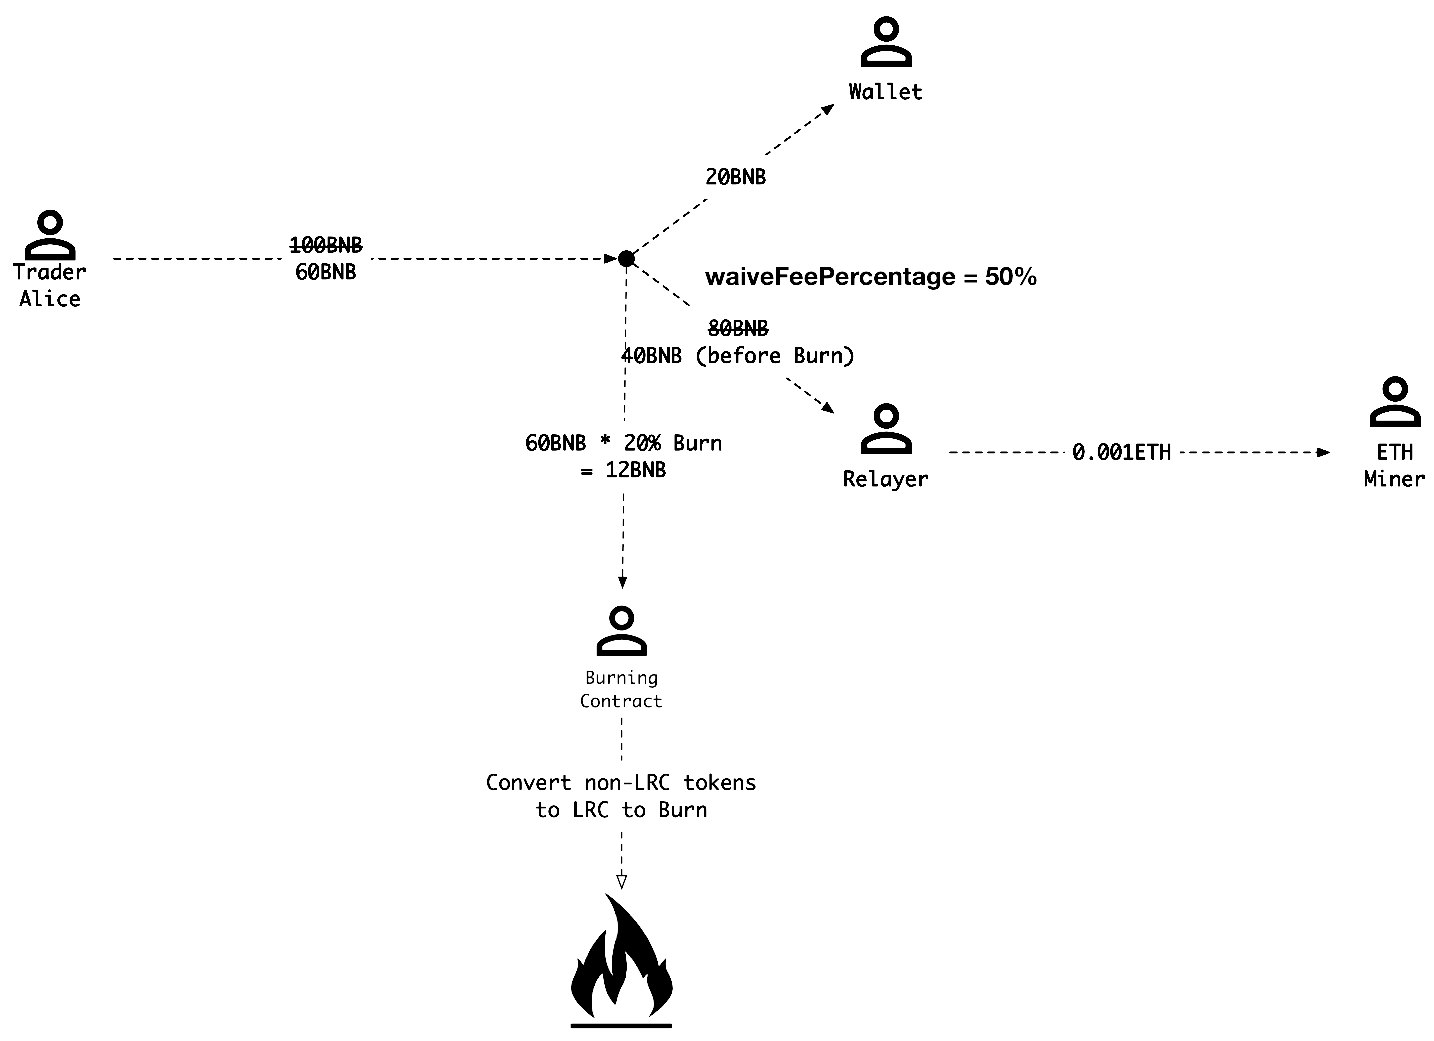 Wallet
20BNB
100BNB
60BNB
Trader
Alice
waiveFeePercentage = 50%
80BNB
40BNB (before Burn)
60BNB * 20% Burn
= 12BNB
Relayer
0.001ETH
ETH
Miner
Burning
Contract
Convert non-LRC tokens
to LRC to Burn